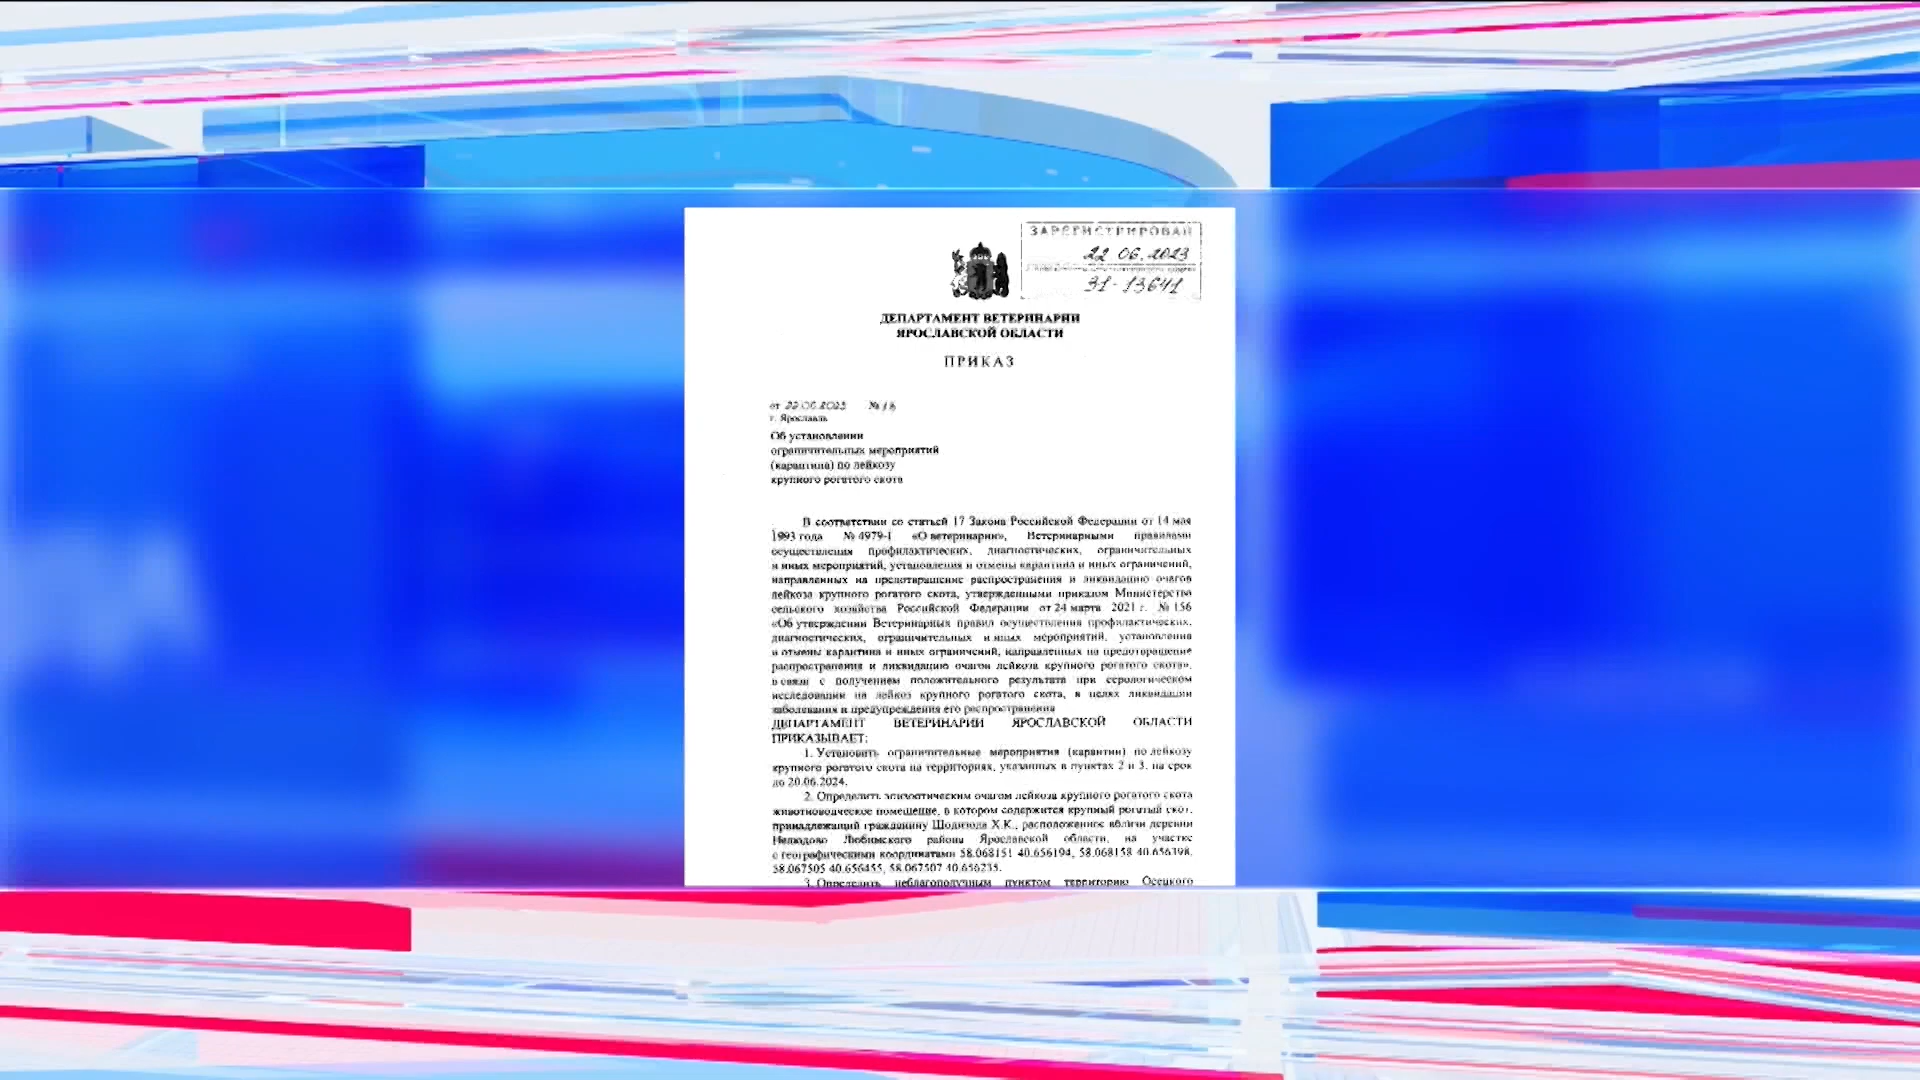 ЗАРЕГИСТРИРОВАН
22 06.2023
31-13641
ДЕПАРТАМЕНТ ВЕТЕРИНАРИИ
ЯРОСЛАВСКОЙ ОБЛАСТИ
ПРИКАЗ
от 22.06.2023 №
г. Ярославль
Об установлении
ограничительных мероприятий
(карантина) по лейкозу
крупного рогатого скота
В соответствии со статьей 17 Закона Российской Федерации от 14 мая
1993 года № 4979-1 «О ветеринарии», Ветеринарными правилами
осуществления профилактических, диагностических, ограничительных
и иных мероприятий, установления и отмены карантина и иных ограничений,
направленных на предотвращение распространения и ликвидацию очагов
лейкоза крупного рогатого скота, утвержденными приказом Министерства
сельского хозяйства Российской Федерации от 24 марта 2021 г. № 156
«Об утверждении Ветеринарных правил осуществления профилактических,
диагностических, ограничительных и иных мероприятий, установления
и отмены карантина и иных ограничений, направленных на предотвращение
распространения и ликвидацию очагов лейкоза крупного рогатого скота»,
в связи с получением положительного результата при серологическом
исследовании на лейкоз крупного рогатого скота, в целях ликвидации
заболевания и предупреждения его распространения
ДЕПАРТАМЕНТ ВЕТЕРИНАРИИ ЯРОСЛАВСКОЙ ОБЛАСТИ
ПРИКАЗЫВАЕТ:
1. Установить ограничительные мероприятия (карантин) по лейкозу
крупного рогатого скота на территориях, указанных в пунктах 2 и 3, на срок
до 20.06.2024.
2. Определить эпизоотическим очагом лейкоза крупного рогатого скота
животноводческое помещение, в котором содержится крупный рогатый скот,
принадлежащий гражданину Шодизода Х.К., расположенное вблизи деревни
Нелюдово Любимского района Ярославской области, на участке
с географическими координатами 58.068151 40.656194, 58.068158 40.656398,
58.067505 40.656455, 58.067507 40.656235.
3. Определить неблагополучным пунктом территорию Осецкого